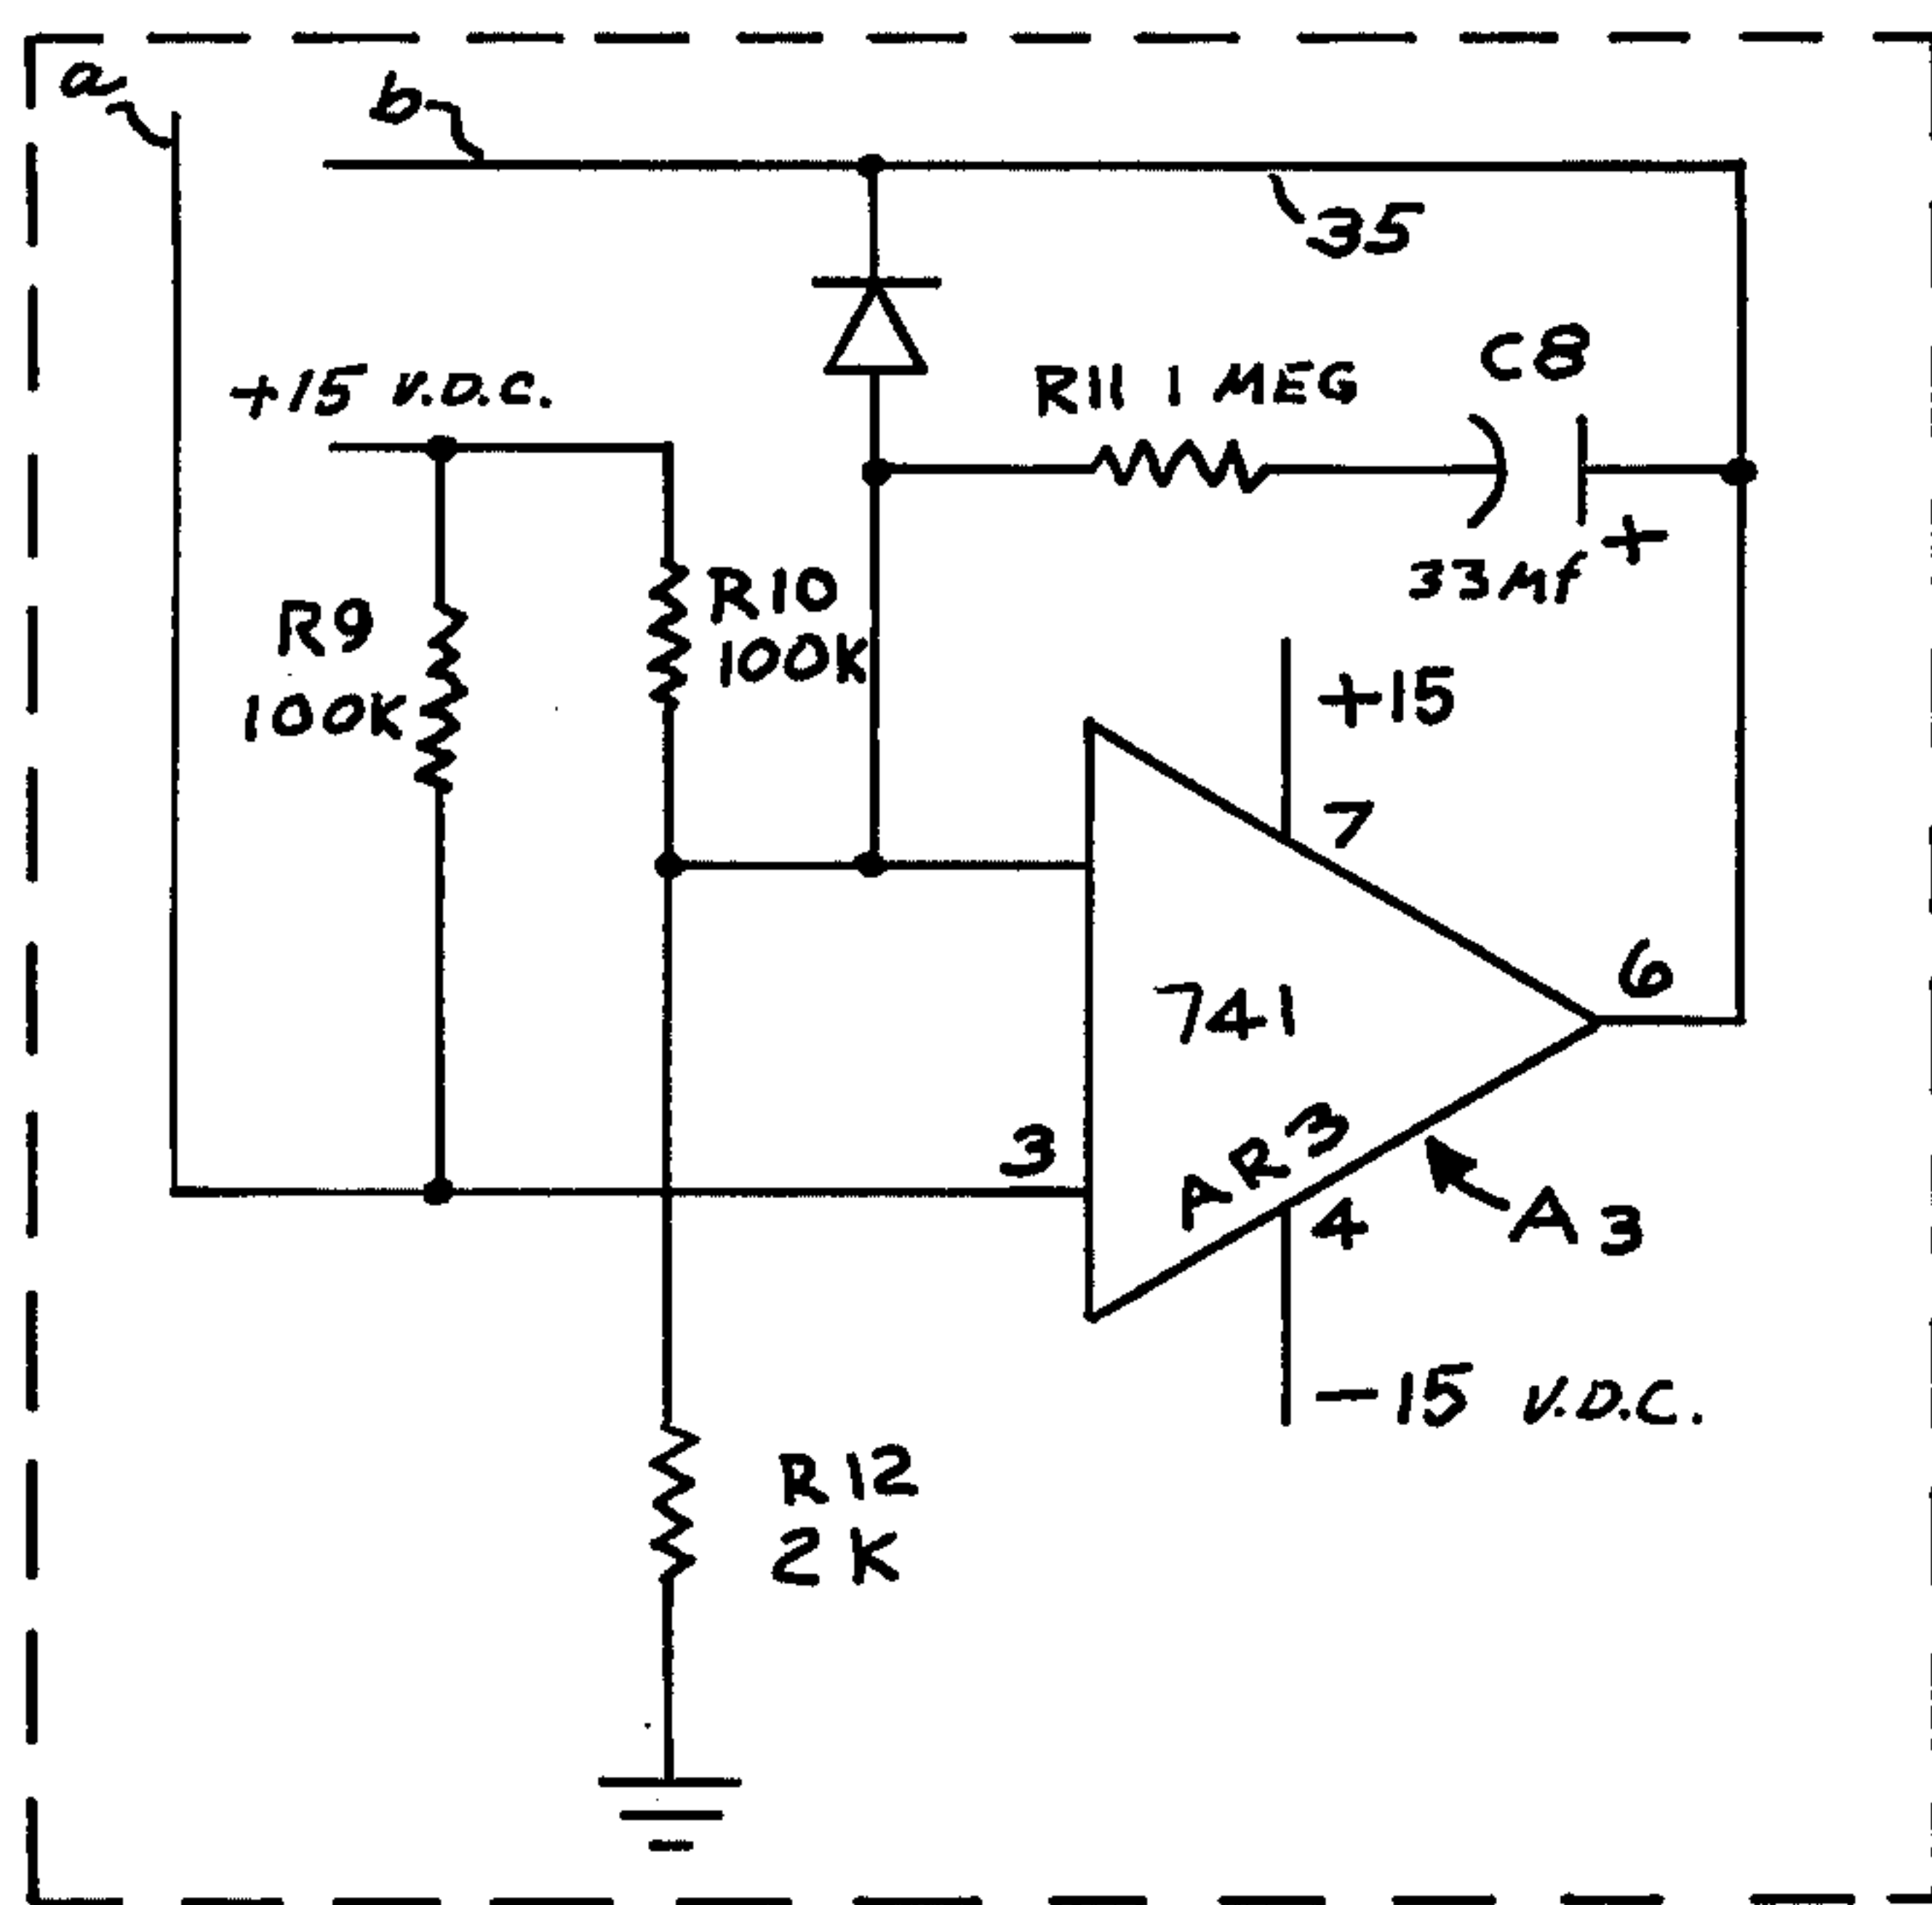 a
b
35
+15 V.D.C.
R11 1 MEG
C8
33Mf
+
R9
100K
R10
100K
+15
7
741
6
3
AR3
4
A3
-15 V.D.C.
R12
2K